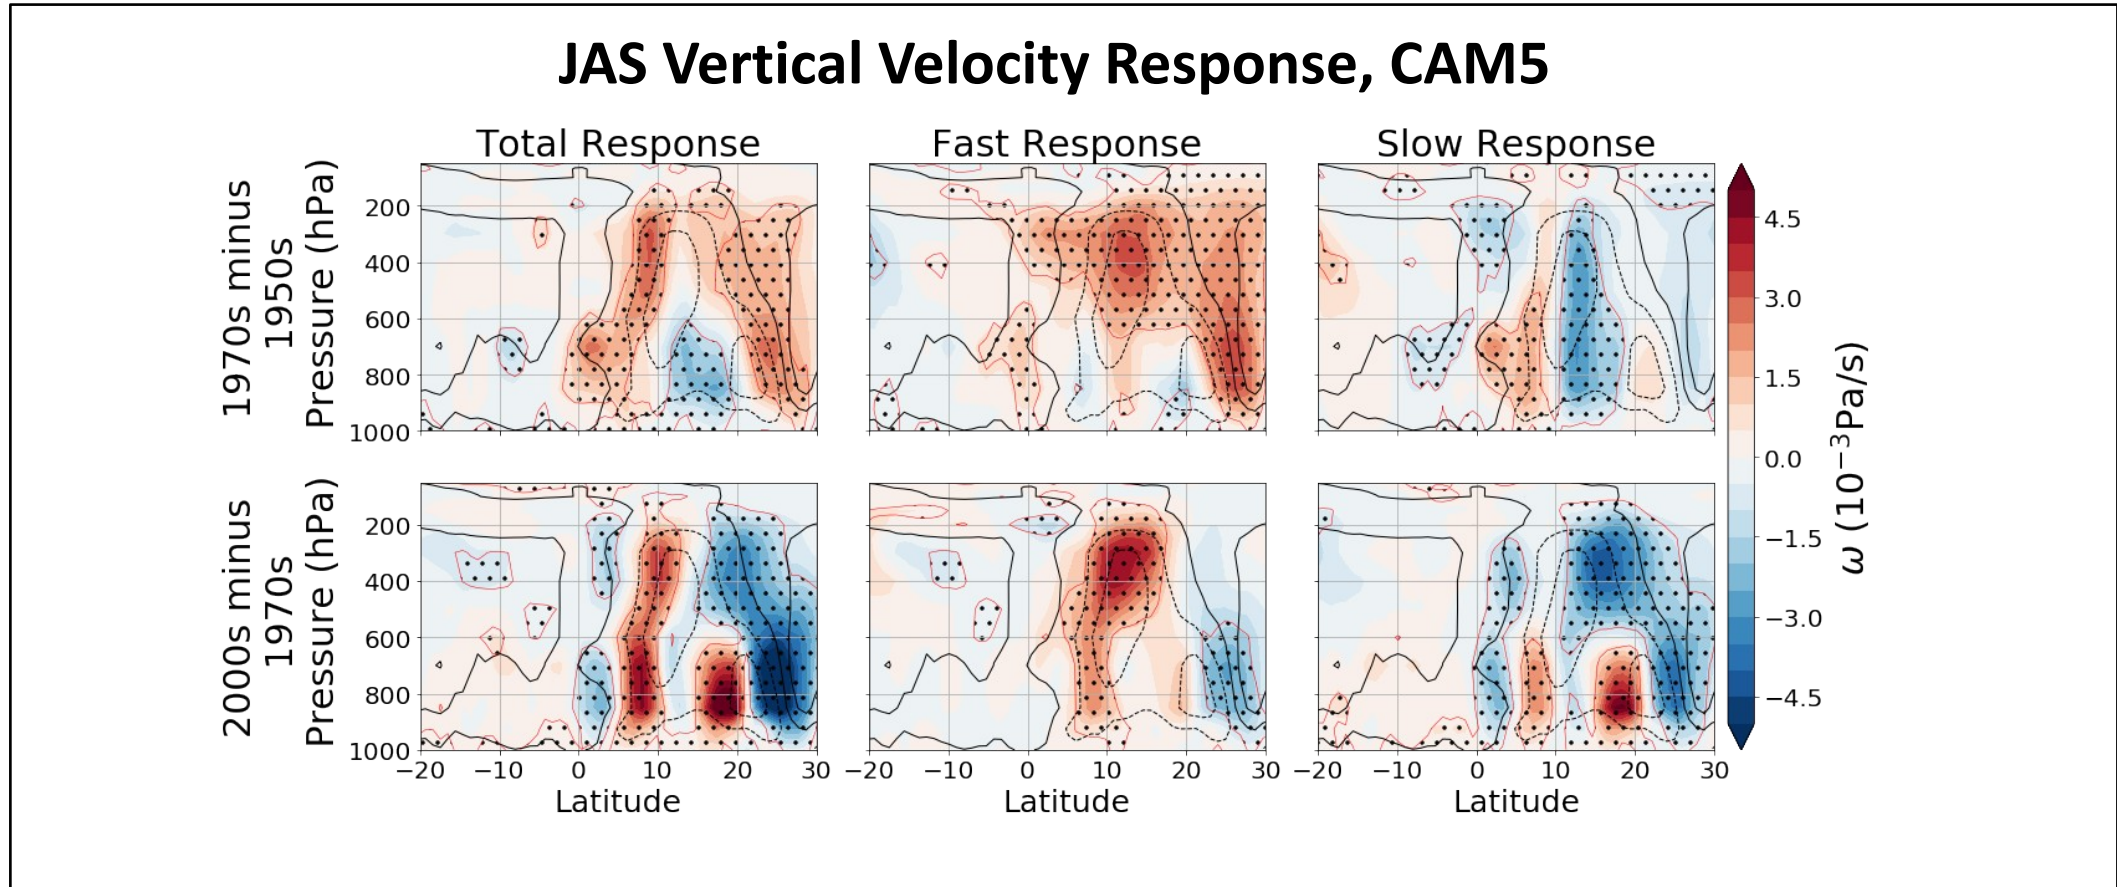 JAS Vertical Velocity Response, CAM5
Total Response
Fast Response
Slow Response
1970s minus
1950s
Pressure (hPa)
200
400
600
800
1000
2000s minus
1970s
Pressure (hPa)
200
400
600
800
1000
−20 −10 0 10 20 30
−20 −10 0 10 20 30
−20 −10 0 10 20 30
Latitude
Latitude
Latitude
4.5
3.0
1.5
0.0
−1.5
−3.0
−4.5
ω (10⁻³Pa/s)